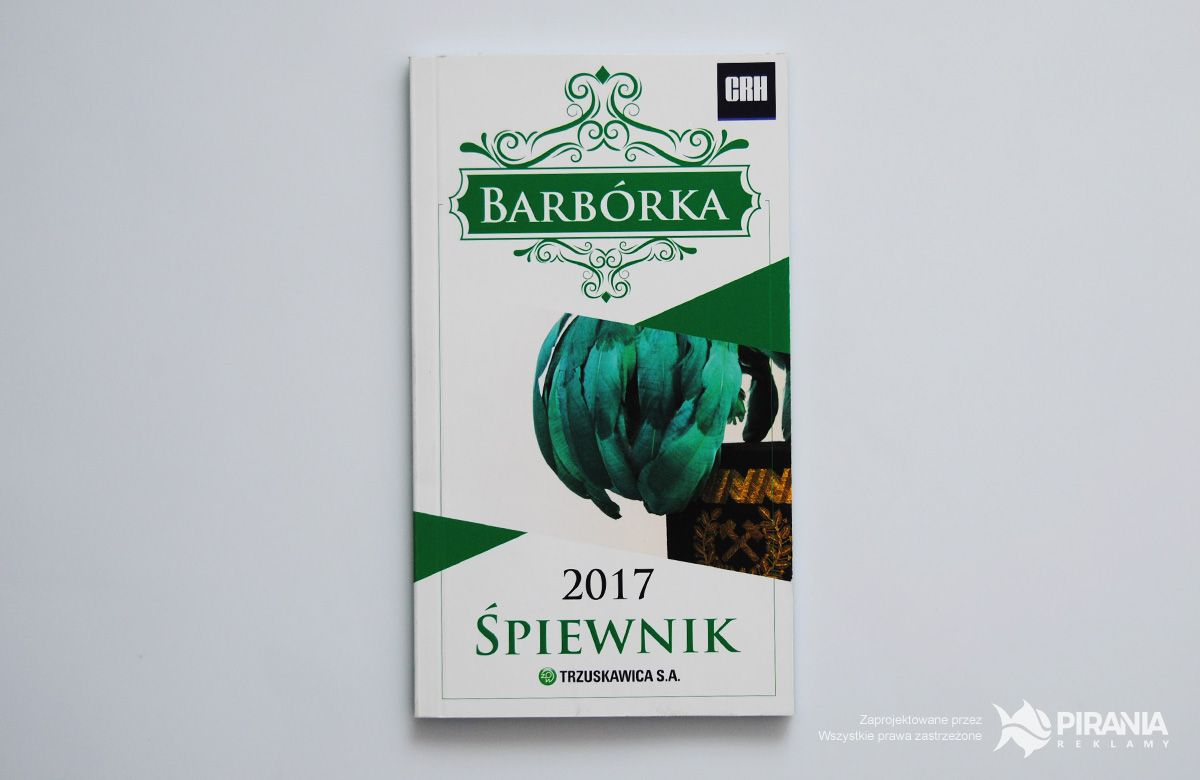 CRH
BARBÓRKA
2017
ŚPIEWNIK
TRZUSKAWICA S.A.
Zaprojektowane przez
Wszystkie prawa zastrzeżone
PIRANIA
REKLAMY